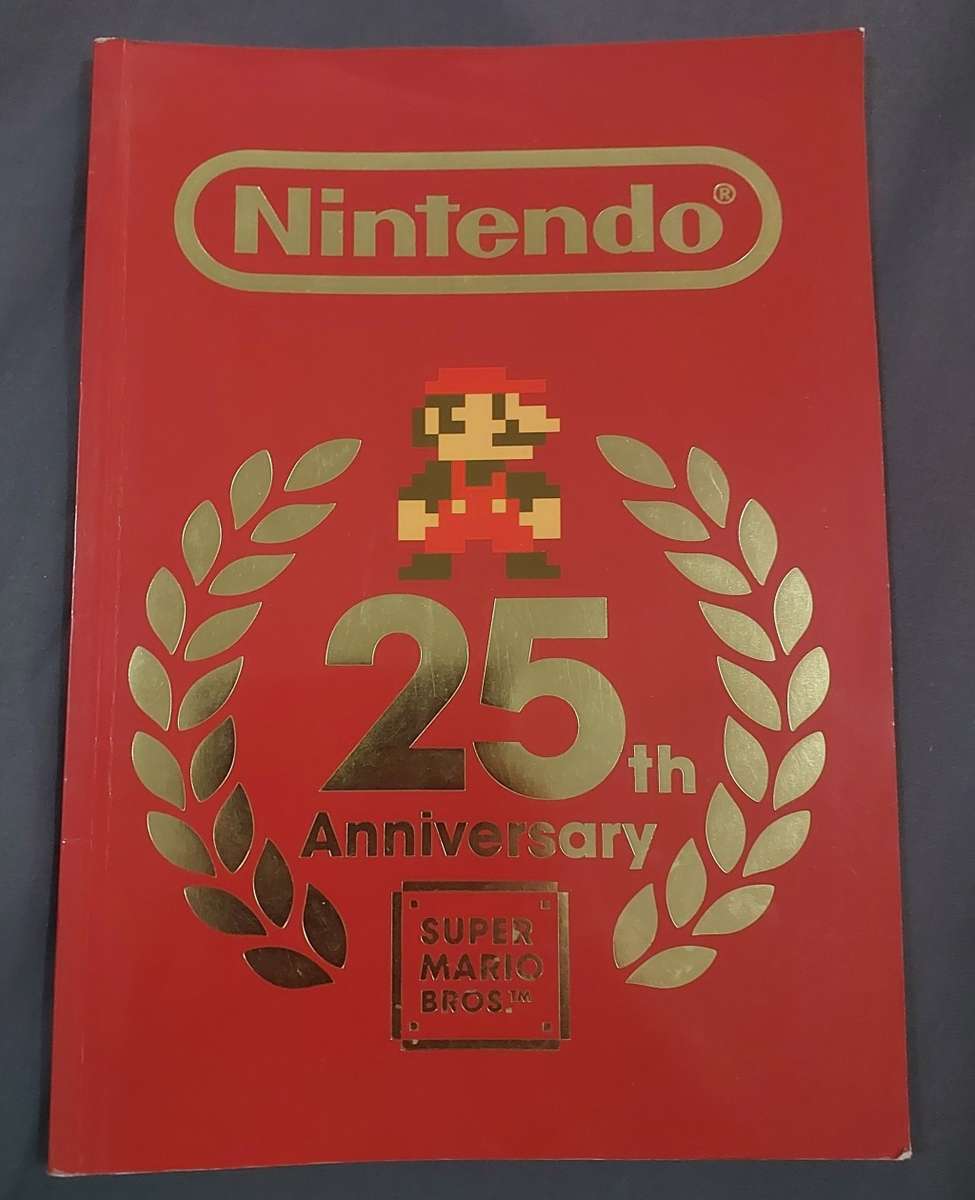 Nintendo®
25th
Anniversary
SUPER
MARIO
BROS.™